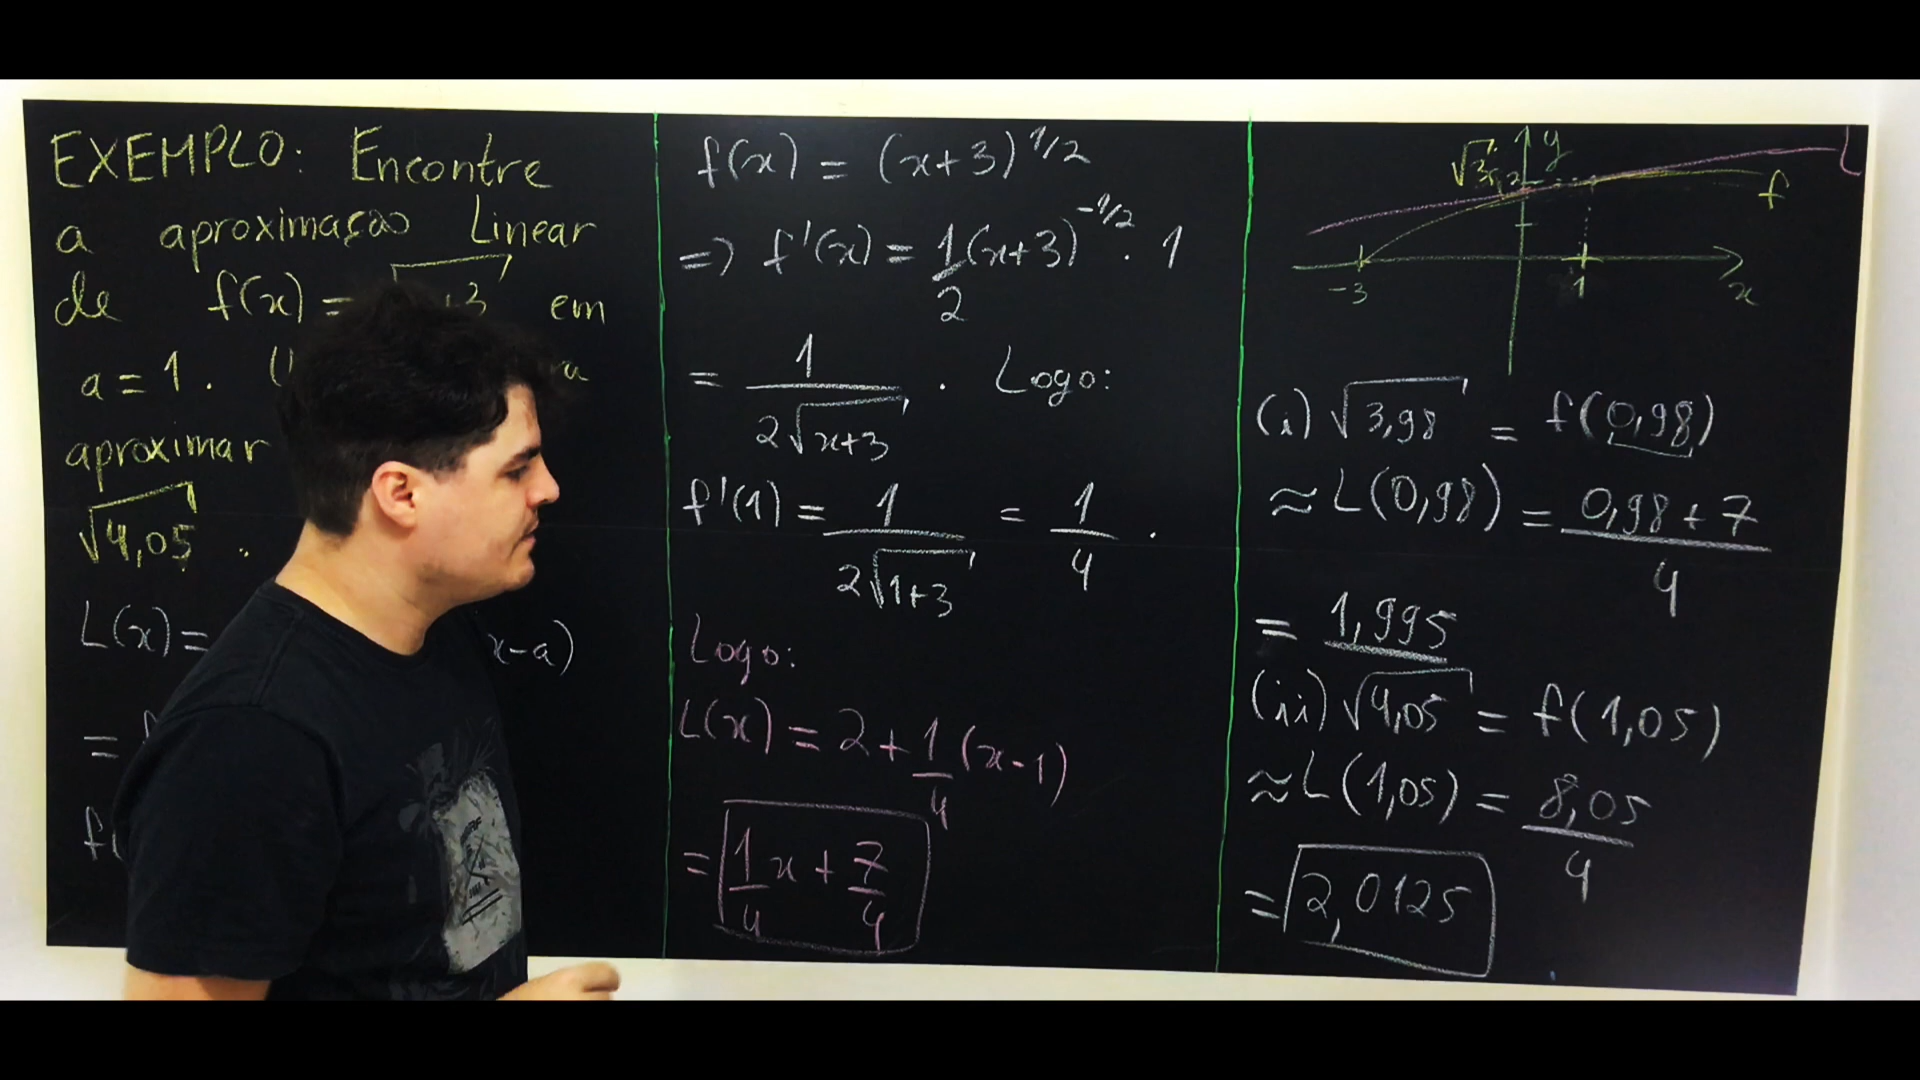 EXEMPLO: Encontre
a aproximação Linear
de f(x) = +3 em
a = 1.
aproximar
√4,05 .
L(x) = x-a)
=
f(
f(x) = (x+3)^1/2
=> f'(x) = 1/2 (x+3)^-1/2 . 1
= 1/(2√x+3) . Logo:
f'(1) = 1/(2√1+3) = 1/4 .
Logo:
L(x) = 2 + 1/4 (x-1)
= 1/4 x + 7/4
y
√3
2
L
f
-3
1
x
(i) √3,98 = f(0,98)
≈ L(0,98) = (0,98 + 7)/4
= 1,995
(ii) √4,05 = f(1,05)
≈ L(1,05) = 8,05/4
= 2,0125